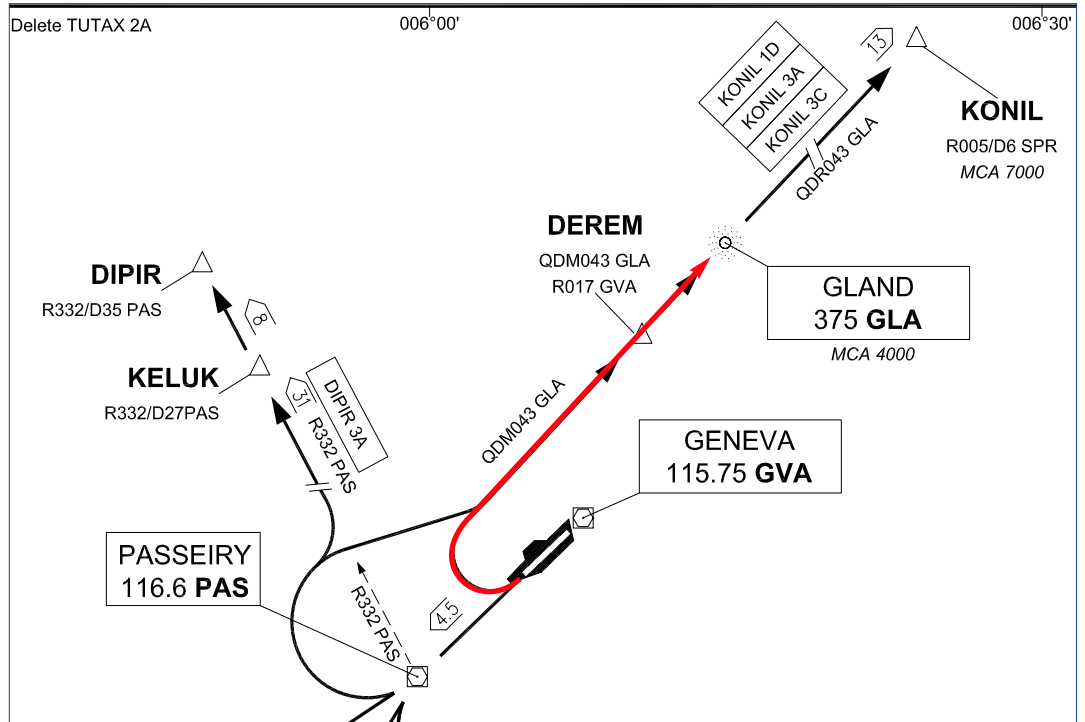 Delete TUTAX 2A
006°00'
006°30'
13
KONIL 1D
KONIL 3A
KONIL 3C
KONIL
R005/D6 SPR
MCA 7000
QDR043 GLA
DEREM
QDM043 GLA
R017 GVA
DIPIR
R332/D35 PAS
8
GLAND
375 GLA
MCA 4000
KELUK
R332/D27PAS
31
DIPIR 3A
R332 PAS
QDM043 GLA
GENEVA
115.75 GVA
PASSEIRY
116.6 PAS
R332 PAS
4.5